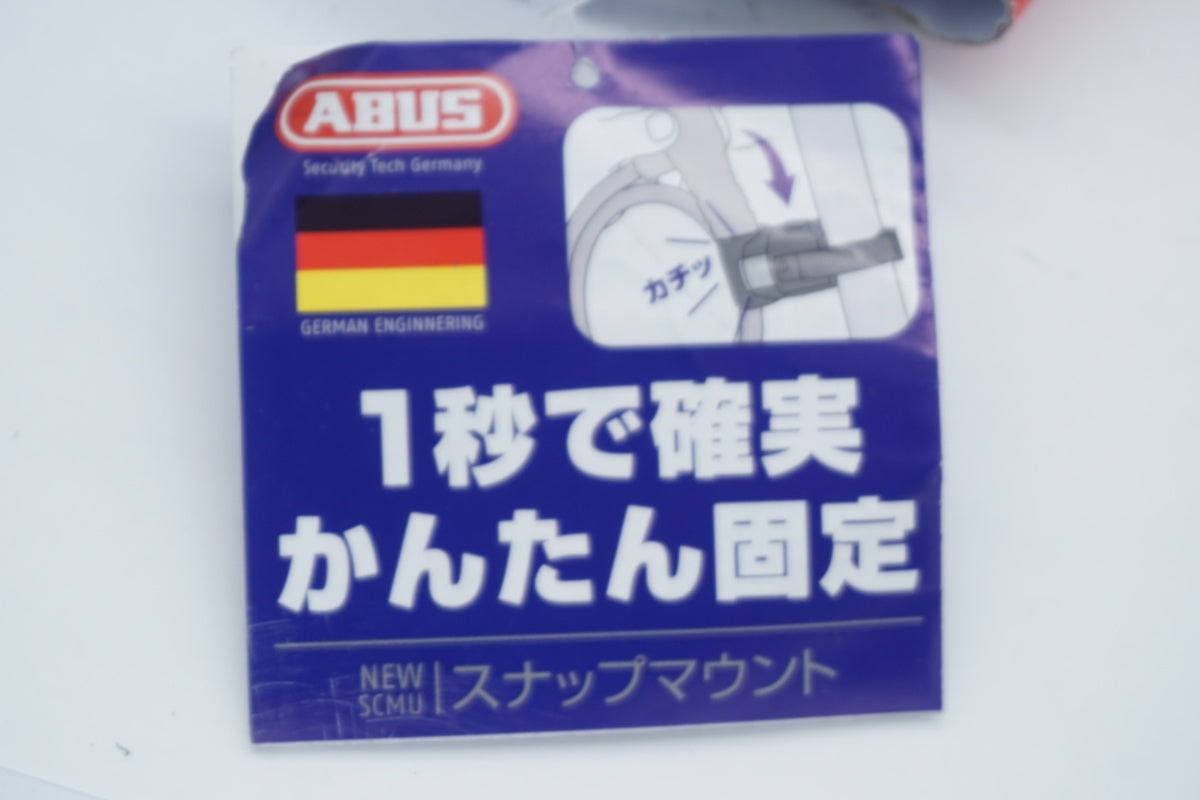 ABUS
Security Tech Germany
GERMAN ENGINNERING
カチッ
1秒で確実
かんたん固定
NEW SCMU スナップマウント